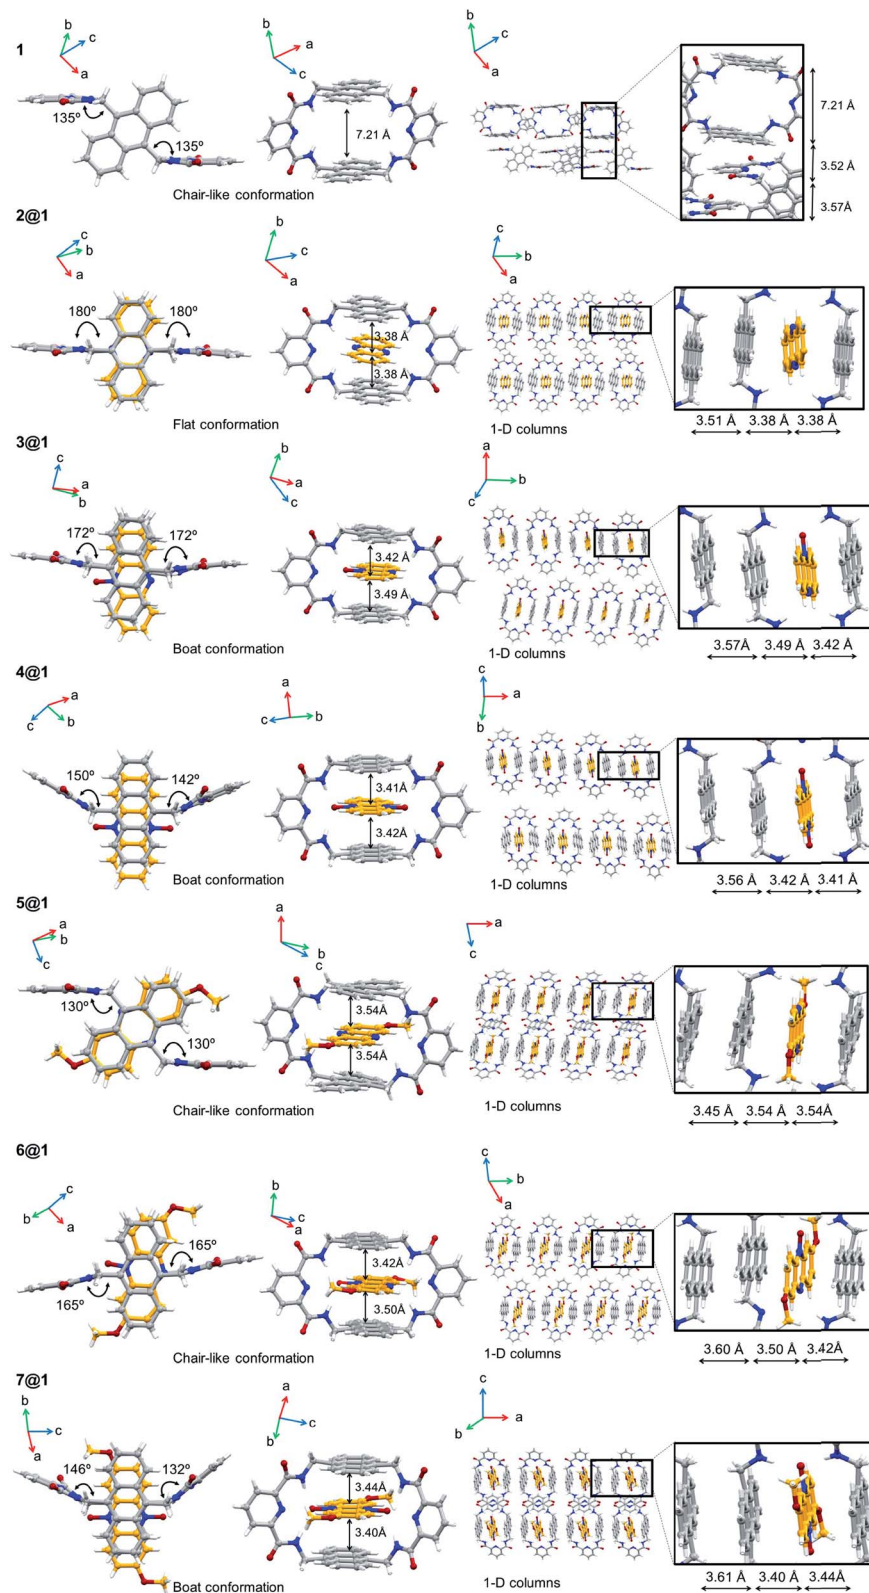 1
b
c
a
b
a
c
b
c
a
135º
135º
7.21 Å
7.21 Å
3.52 Å
3.57Å
Chair-like conformation
2@1
c
b
a
b
c
a
c
b
a
180º
180º
3.38 Å
3.38 Å
Flat conformation
1-D columns
3.51 Å
3.38 Å
3.38 Å
3@1
c
a
b
b
a
c
a
b
c
172º
172º
3.42 Å
3.49 Å
Boat conformation
1-D columns
3.57Å
3.49 Å
3.42 Å
4@1
a
b
c
a
b
c
c
a
b
150º
142º
3.41 Å
3.42 Å
Boat conformation
1-D columns
3.56 Å
3.42 Å
3.41 Å
5@1
a
b
c
a
b
c
a
c
130º
130º
3.54Å
3.54Å
Chair-like conformation
1-D columns
3.45 Å
3.54 Å
3.54Å
6@1
c
b
a
b
c
a
c
b
a
165º
165º
3.42 Å
3.50Å
Chair-like conformation
1-D columns
3.60 Å
3.50 Å
3.42Å
7@1
b
c
a
a
c
b
c
a
b
146º
132º
3.44Å
3.40Å
Boat conformation
1-D columns
3.61 Å
3.40 Å
3.44Å